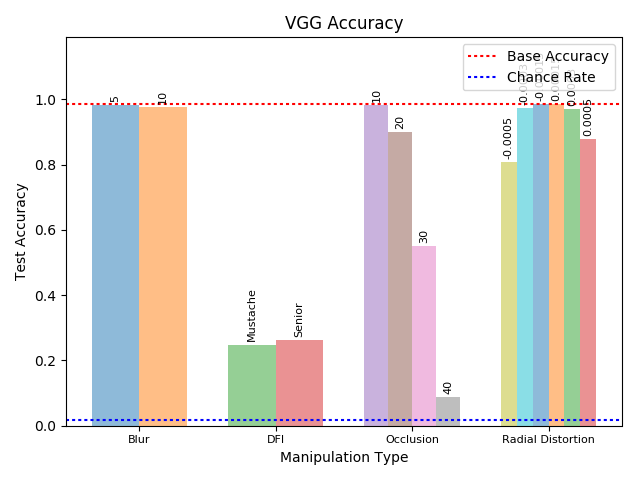 VGG Accuracy
Base Accuracy
Chance Rate
Test Accuracy
1.0
0.8
0.6
0.4
0.2
0.0
5
10
Mustache
Senior
10
20
30
40
-0.0005
0.0005
Blur
DFI
Occlusion
Radial Distortion
Manipulation Type